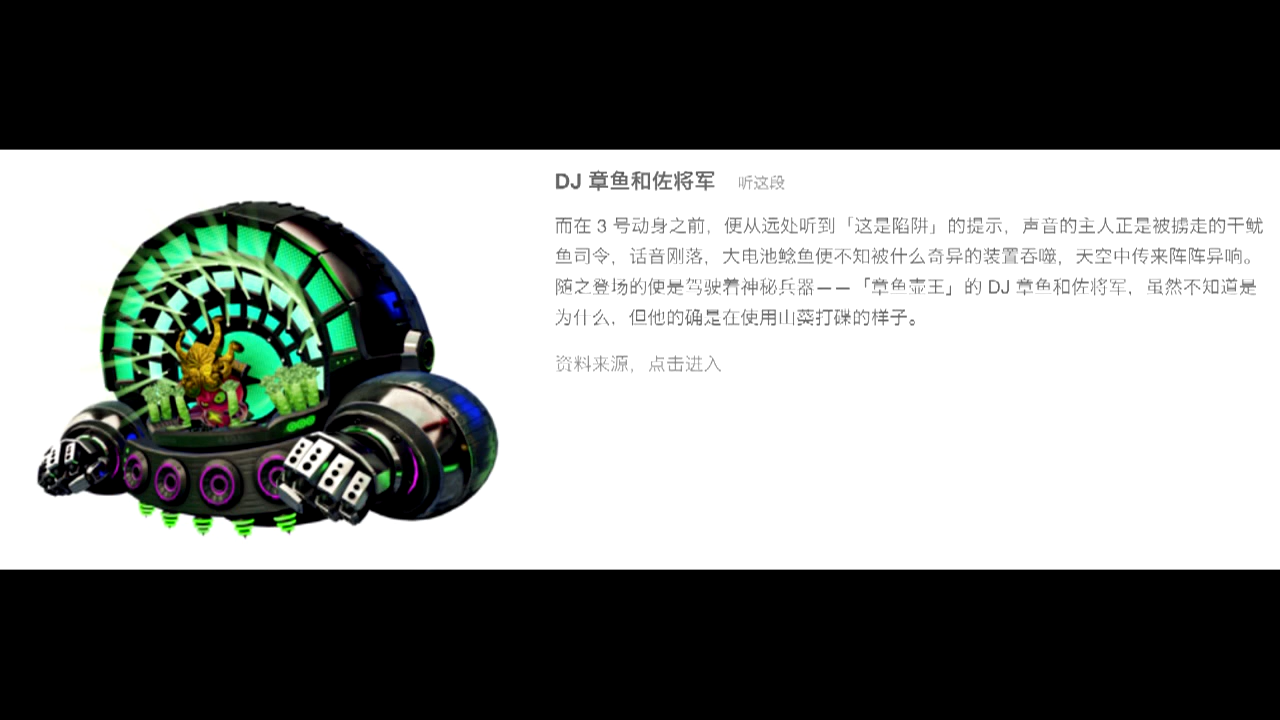 DJ 章鱼和佐将军 听这段
而在 3 号动身之前，便从远处听到「这是陷阱」的提示，声音的主人正是被掳走的干鱿
鱼司令，话音刚落，大电池鲶鱼便不知被什么奇异的装置吞噬，天空中传来阵阵异响。
随之登场的便是驾驶着神秘兵器——「章鱼壶王」的 DJ 章鱼和佐将军，虽然不知道是
为什么，但他的确是在使用山葵打碟的样子。
资料来源，点击进入